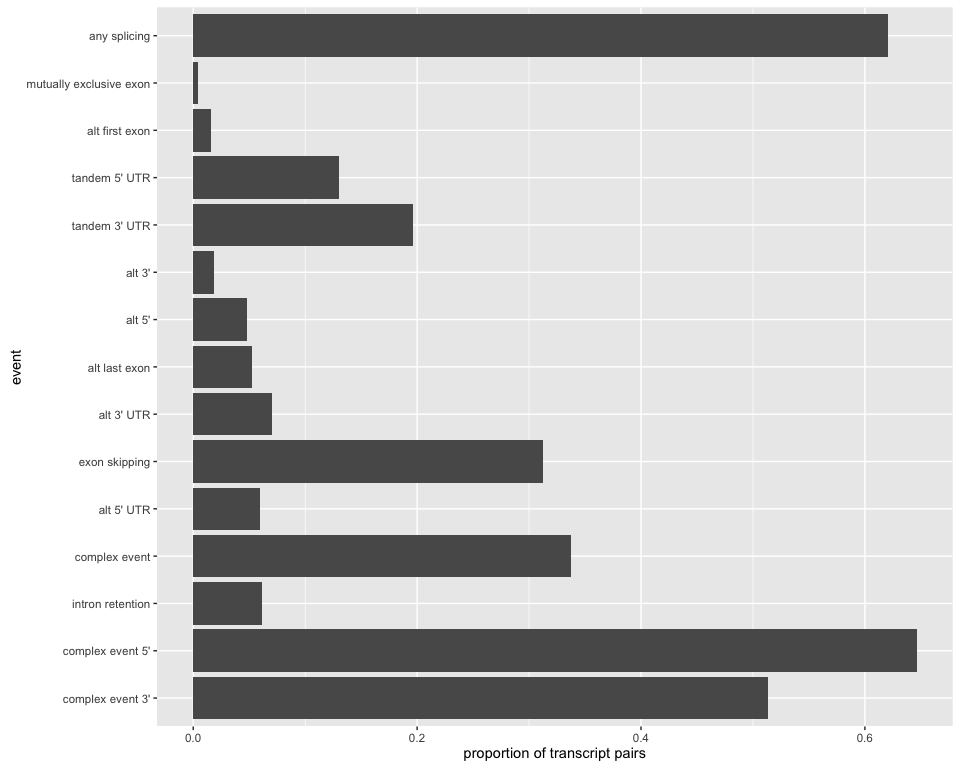 any splicing
mutually exclusive exon
alt first exon
tandem 5' UTR
tandem 3' UTR
alt 3'
alt 5'
alt last exon
alt 3' UTR
exon skipping
alt 5' UTR
complex event
intron retention
complex event 5'
complex event 3'
event
0.0 0.2 0.4 0.6
proportion of transcript pairs